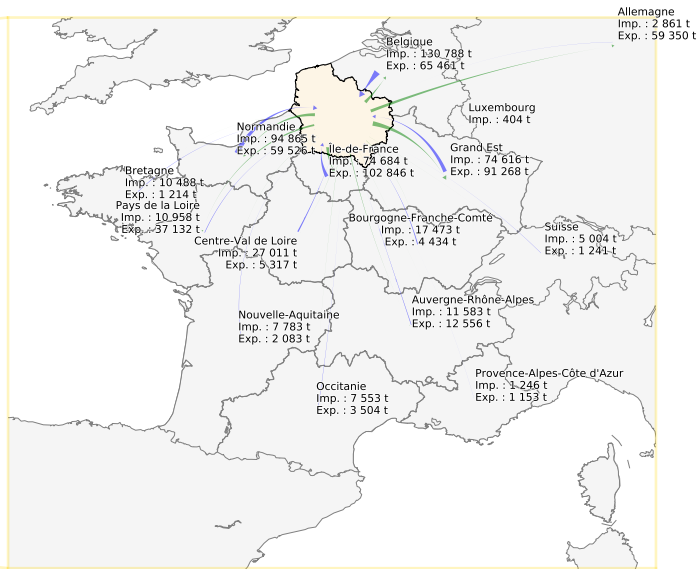 Allemagne
Imp. : 2 861 t
Exp. : 59 350 t
Belgique
Imp. : 130 788 t
Exp. : 65 461 t
Luxembourg
Imp. : 404 t
Normandie
Imp. : 94 865 t
Exp. : 59 526 t
Île-de-France
Imp. : 74 684 t
Exp. : 102 846 t
Grand Est
Imp. : 74 616 t
Exp. : 91 268 t
Bretagne
Imp. : 10 488 t
Exp. : 1 214 t
Pays de la Loire
Imp. : 10 958 t
Exp. : 37 132 t
Bourgogne-Franche-Comté
Imp. : 17 473 t
Exp. : 4 434 t
Suisse
Imp. : 5 004 t
Exp. : 1 241 t
Centre-Val de Loire
Imp. : 27 011 t
Exp. : 5 317 t
Auvergne-Rhône-Alpes
Imp. : 11 583 t
Exp. : 12 556 t
Nouvelle-Aquitaine
Imp. : 7 783 t
Exp. : 2 083 t
Provence-Alpes-Côte d'Azur
Imp. : 1 246 t
Exp. : 1 153 t
Occitanie
Imp. : 7 553 t
Exp. : 3 504 t